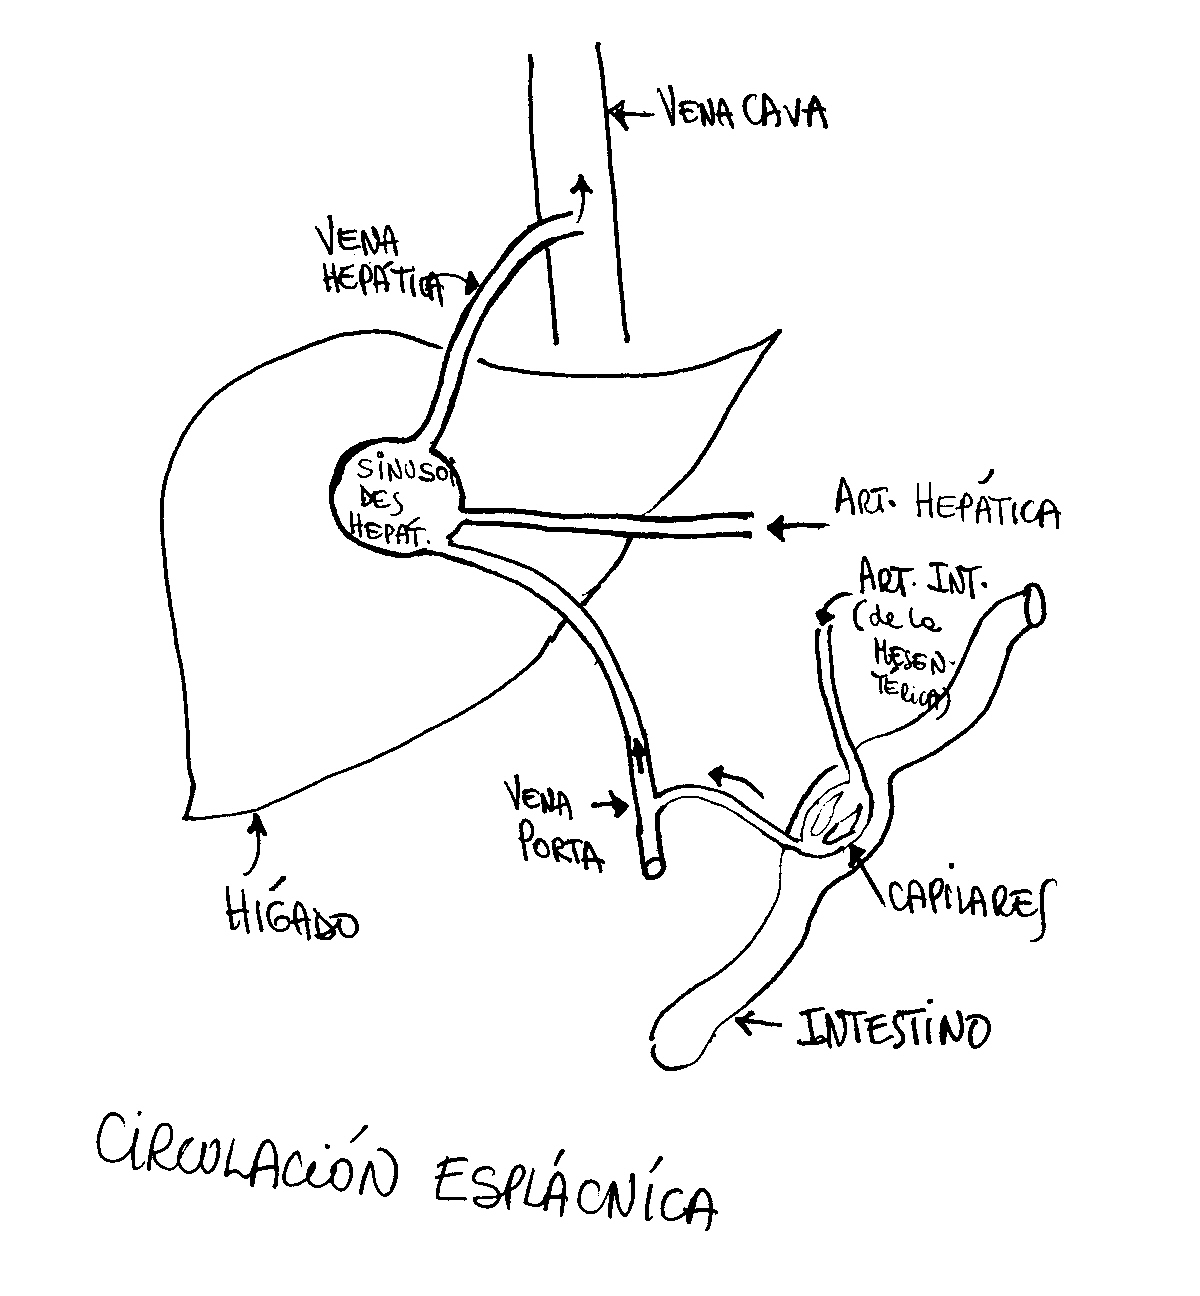 VENA CAVA
VENA
HEPÁTICA
SINUSOI
DES
HEPÁT.
ART. HEPÁTICA
ART. INT.
(de la
MESEN-
TÉRICA)
VENA
PORTA
CAPILARES
HÍGADO
INTESTINO
CIRCULACIÓN ESPLÁCNICA